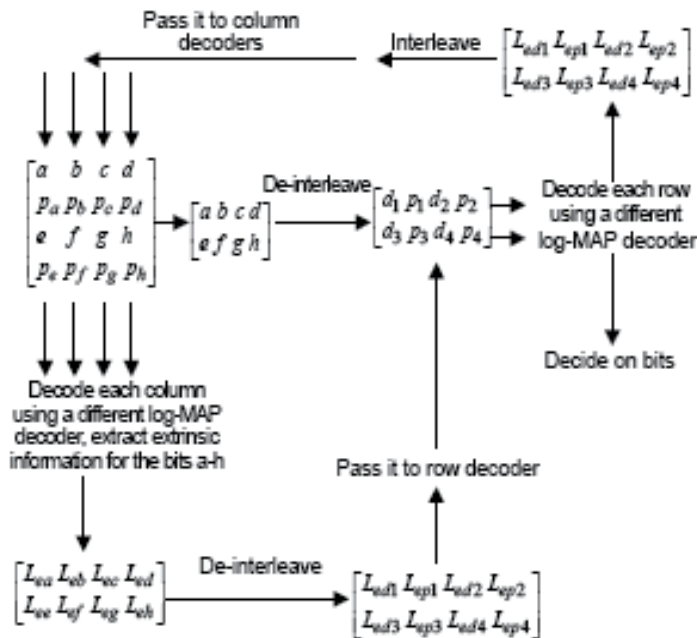 Pass it to column
decoders
Interleave
L_ed1 L_ep1 L_ed2 L_ep2
L_ed3 L_ep3 L_ed4 L_ep4
a b c d
p_a p_b p_c p_d
e f g h
p_e p_f p_g p_h
a b c d
e f g h
De-interleave
d_1 p_1 d_2 p_2
d_3 p_3 d_4 p_4
Decode each row
using a different
log-MAP decoder
Decide on bits
Decode each column
using a different log-MAP
decoder, extract extrinsic
information for the bits a-h
Pass it to row decoder
L_ea L_eb L_ec L_ed
L_ee L_ef L_eg L_eh
De-interleave
L_ed1 L_ep1 L_ed2 L_ep2
L_ed3 L_ep3 L_ed4 L_ep4